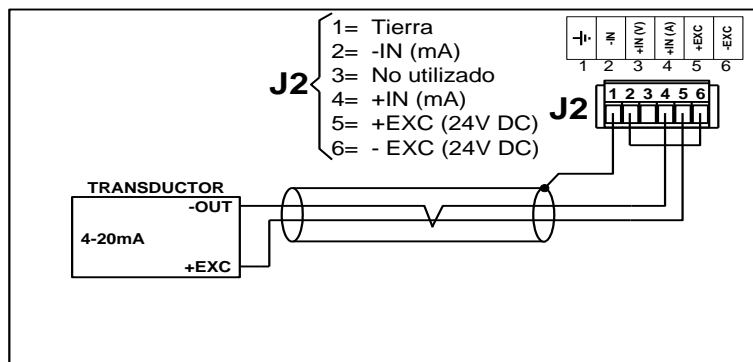 J2
1= Tierra
2= -IN (mA)
3= No utilizado
4= +IN (mA)
5= +EXC (24V DC)
6= - EXC (24V DC)
-IN
+IN (V)
+IN (A)
+EXC
-EXC
1 2 3 4 5 6
J2
1 2 3 4 5 6
TRANSDUCTOR
-OUT
4-20mA
+EXC